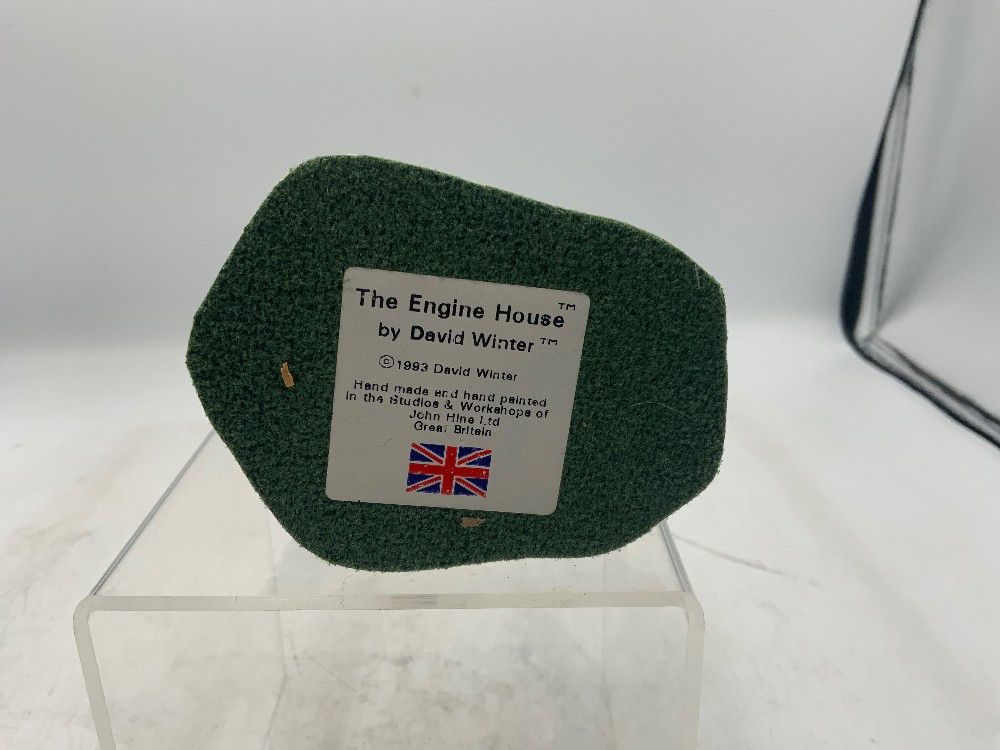 The Engine House™
by David Winter™
©1993 David Winter
Hand made and hand painted
in the Studios & Workshops of
John Hine Ltd
Great Britain